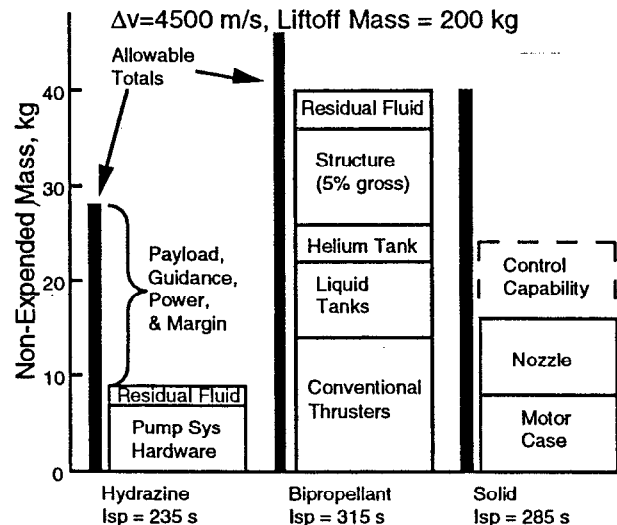 Δv=4500 m/s, Liftoff Mass = 200 kg
Allowable
Totals
Non-Expended Mass, kg
40
30
20
10
0
Payload,
Guidance,
Power,
& Margin
Residual Fluid
Pump Sys
Hardware
Residual Fluid
Structure
(5% gross)
Helium Tank
Liquid
Tanks
Conventional
Thrusters
Control
Capability
Nozzle
Motor
Case
Hydrazine
Isp = 235 s
Bipropellant
Isp = 315 s
Solid
Isp = 285 s